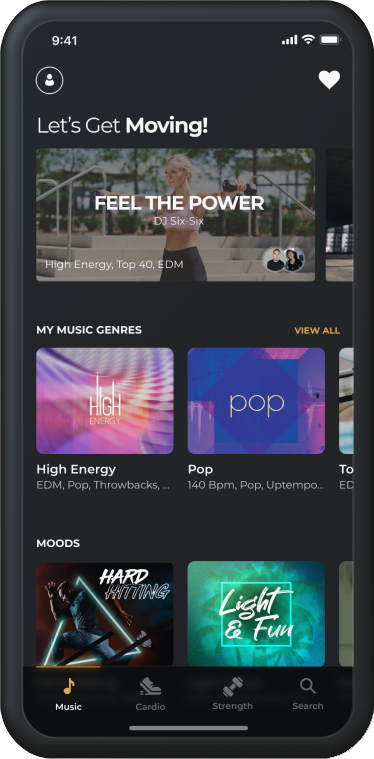 9:41
Let's Get Moving!
FEEL THE POWER
DJ Six-Six
High Energy, Top 40, EDM
MY MUSIC GENRES
VIEW ALL
HIGH
ENERGY
pop
High Energy
Pop
To
EDM, Pop, Throwbacks, ...
140 Bpm, Pop, Uptempo...
ED
MOODS
HARD
HITTING
Light
& Fun
Music
Cardio
Strength
Search